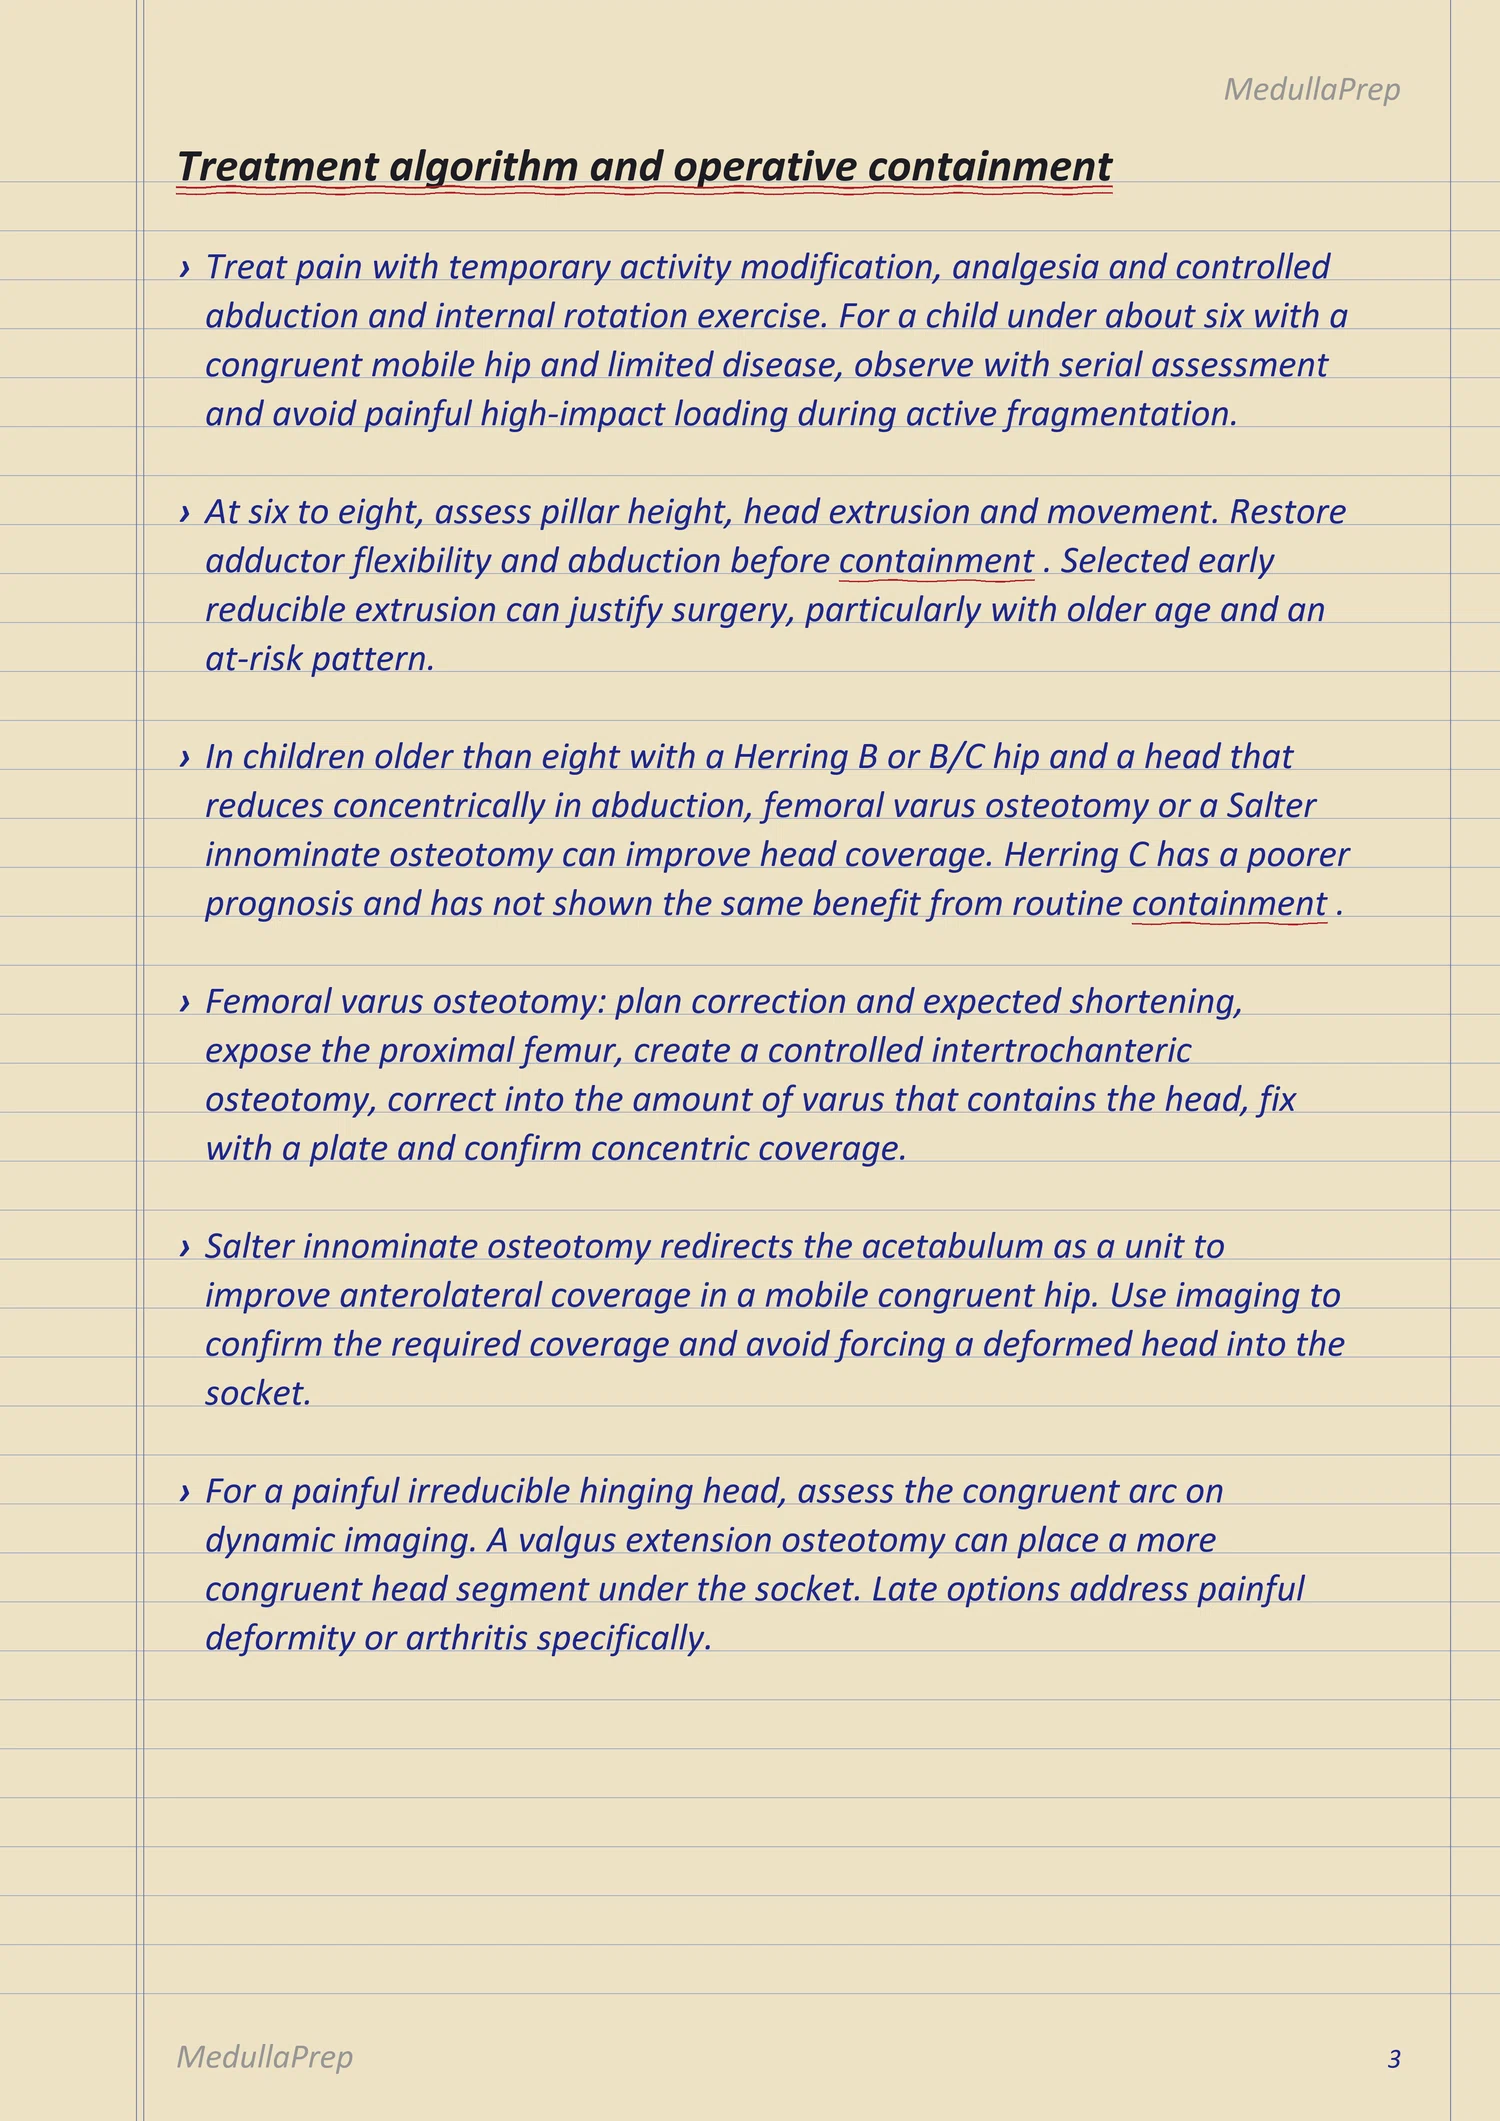 MedullaPrep
Treatment algorithm and operative containment
› Treat pain with temporary activity modification, analgesia and controlled
abduction and internal rotation exercise. For a child under about six with a
congruent mobile hip and limited disease, observe with serial assessment
and avoid painful high-impact loading during active fragmentation.
› At six to eight, assess pillar height, head extrusion and movement. Restore
adductor flexibility and abduction before containment . Selected early
reducible extrusion can justify surgery, particularly with older age and an
at-risk pattern.
› In children older than eight with a Herring B or B/C hip and a head that
reduces concentrically in abduction, femoral varus osteotomy or a Salter
innominate osteotomy can improve head coverage. Herring C has a poorer
prognosis and has not shown the same benefit from routine containment .
› Femoral varus osteotomy: plan correction and expected shortening,
expose the proximal femur, create a controlled intertrochanteric
osteotomy, correct into the amount of varus that contains the head, fix
with a plate and confirm concentric coverage.
› Salter innominate osteotomy redirects the acetabulum as a unit to
improve anterolateral coverage in a mobile congruent hip. Use imaging to
confirm the required coverage and avoid forcing a deformed head into the
socket.
› For a painful irreducible hinging head, assess the congruent arc on
dynamic imaging. A valgus extension osteotomy can place a more
congruent head segment under the socket. Late options address painful
deformity or arthritis specifically.
MedullaPrep
3